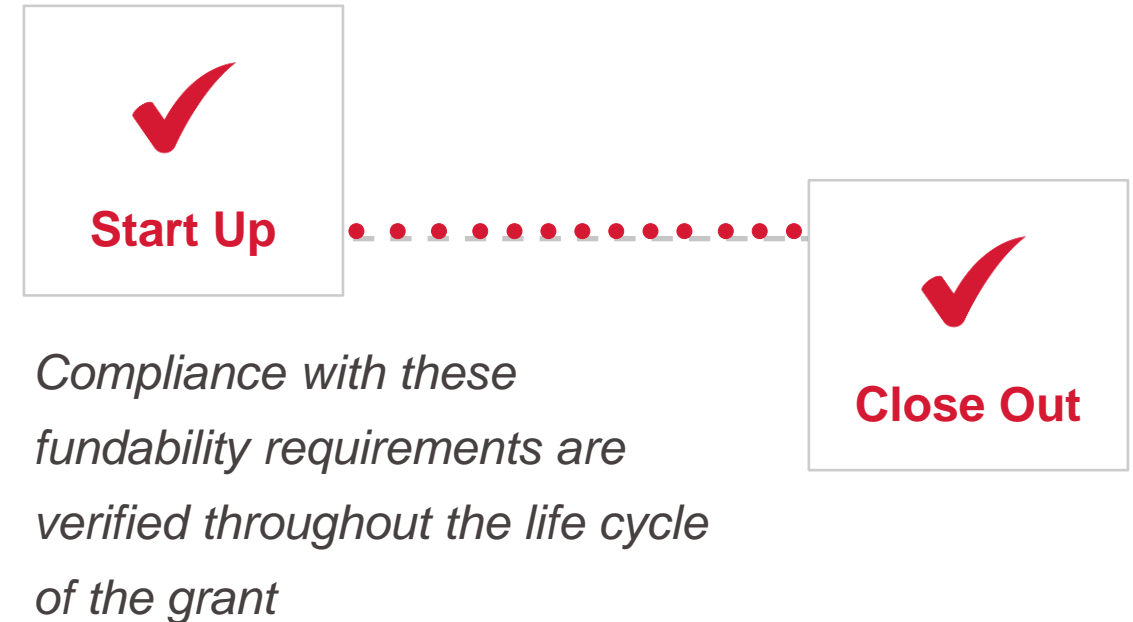 Start Up
Close Out
Compliance with these
fundability requirements are
verified throughout the life cycle
of the grant